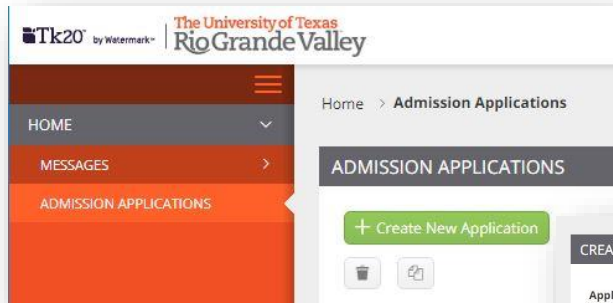 Tk20 by Watermark™
The University of Texas
RioGrande Valley
Home > Admission Applications
HOME
MESSAGES
ADMISSION APPLICATIONS
ADMISSION APPLICATIONS
+ Create New Application
CREA
Appl